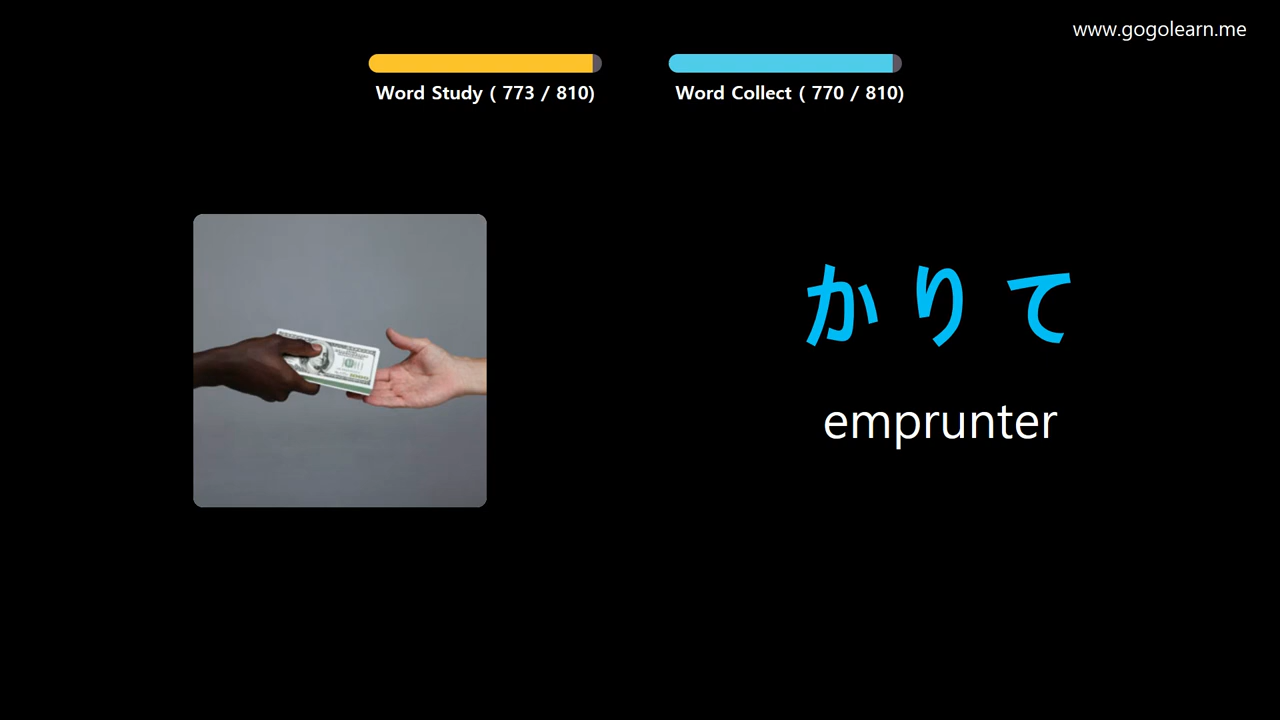 www.gogolearn.me
Word Study ( 773 / 810)
Word Collect ( 770 / 810)
かりて
emprunter